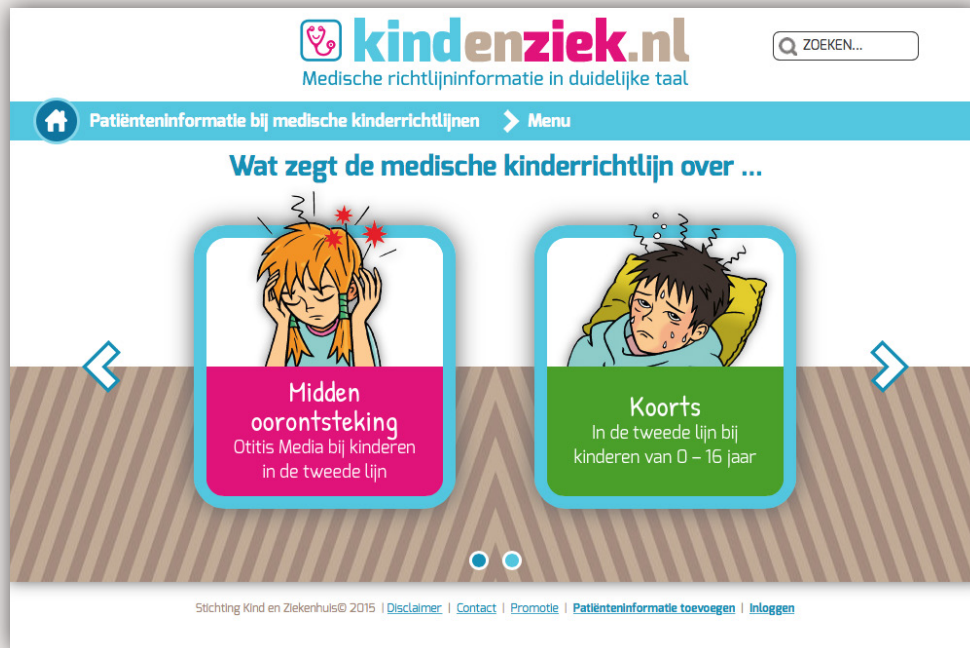 kindenziek.nl
Medische richtlijninformatie in duidelijke taal
ZOEKEN...
Patiënteninformatie bij medische kinderrichtlijnen Menu
Wat zegt de medische kinderrichtlijn over ...
Midden
oorontsteking
Otitis Media bij kinderen
in de tweede lijn
Koorts
In de tweede lijn bij
kinderen van 0 – 16 jaar
Stichting Kind en Ziekenhuis© 2015 | Disclaimer | Contact | Promotie | Patiënteninformatie toevoegen | Inloggen